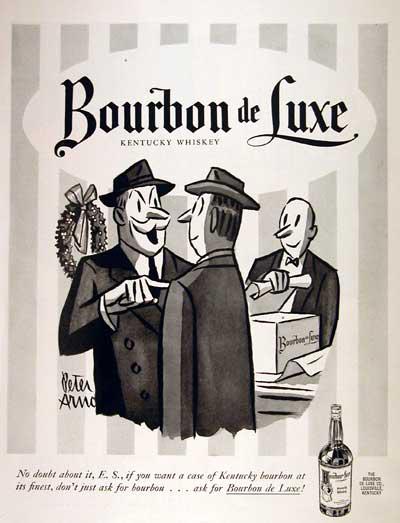 Bourbon de Luxe
KENTUCKY WHISKEY
Bourbon de Luxe
Peter
Arno
No doubt about it, E. S., if you want a case of Kentucky bourbon at
its finest, don't just ask for bourbon . . . ask for Bourbon de Luxe!
THE
BOURBON
DE LUXE CO.,
LOUISVILLE,
KENTUCKY